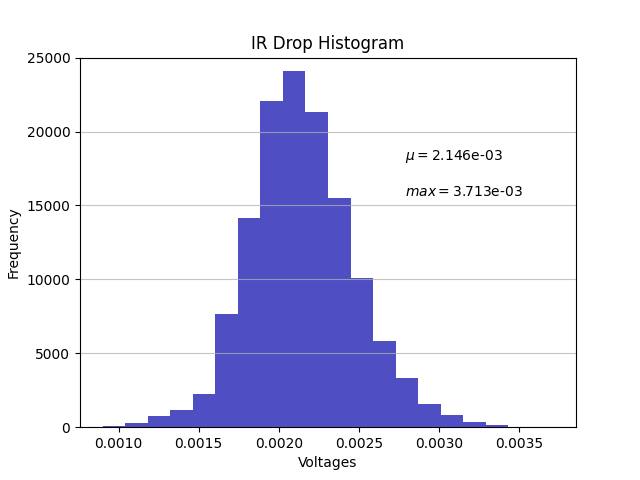 IR Drop Histogram
25000
20000
15000
10000
5000
0
Frequency
μ = 2.146e-03
max = 3.713e-03
0.0010 0.0015 0.0020 0.0025 0.0030 0.0035
Voltages